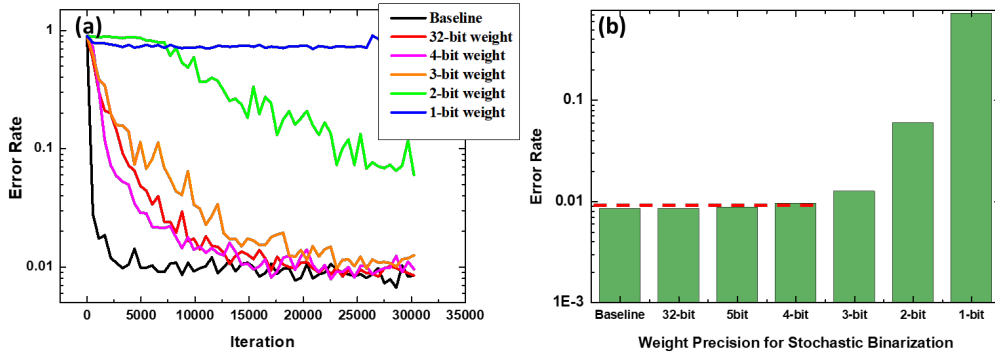 (a)
Baseline
32-bit weight
4-bit weight
3-bit weight
2-bit weight
1-bit weight
1
0.1
0.01
Error Rate
0 5000 10000 15000 20000 25000 30000 35000
Iteration
(b)
0.1
0.01
1E-3
Error Rate
Baseline 32-bit 5bit 4-bit 3-bit 2-bit 1-bit
Weight Precision for Stochastic Binarization